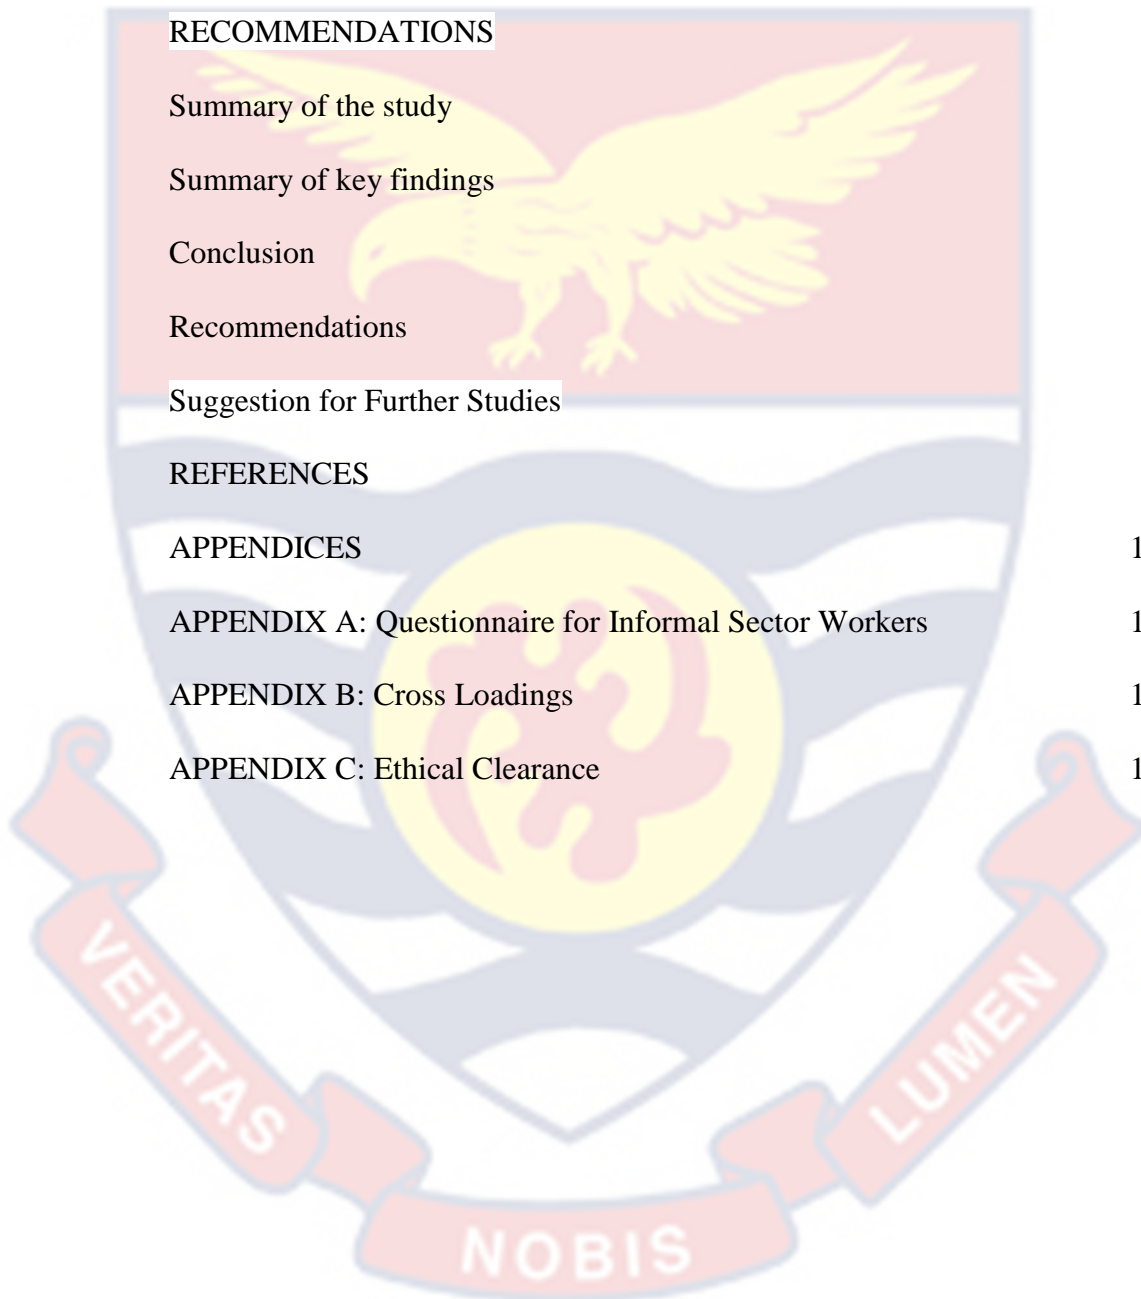 RECOMMENDATIONS
Summary of the study
Summary of key findings
Conclusion
Recommendations
Suggestion for Further Studies
REFERENCES
APPENDICES 1
APPENDIX A: Questionnaire for Informal Sector Workers 1
APPENDIX B: Cross Loadings 1
APPENDIX C: Ethical Clearance 1
VERITAS
NOBIS
LUMEN